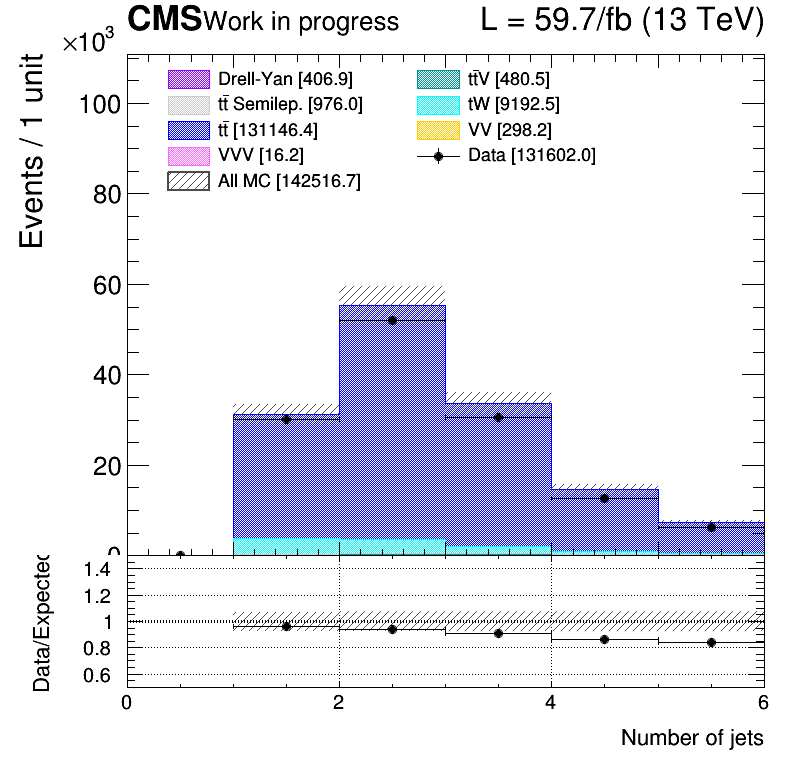 CMS Work in progress L = 59.7/fb (13 TeV)
×10³
Events / 1 unit
Drell-Yan [406.9]
tt̄V [480.5]
tt̄ Semilep. [976.0]
tW [9192.5]
tt̄ [131146.4]
VV [298.2]
VVV [16.2]
Data [131602.0]
All MC [142516.7]
100
80
60
40
20
0
Data/Expected
1.4
1.2
1
0.8
0.6
0 2 4 6
Number of jets